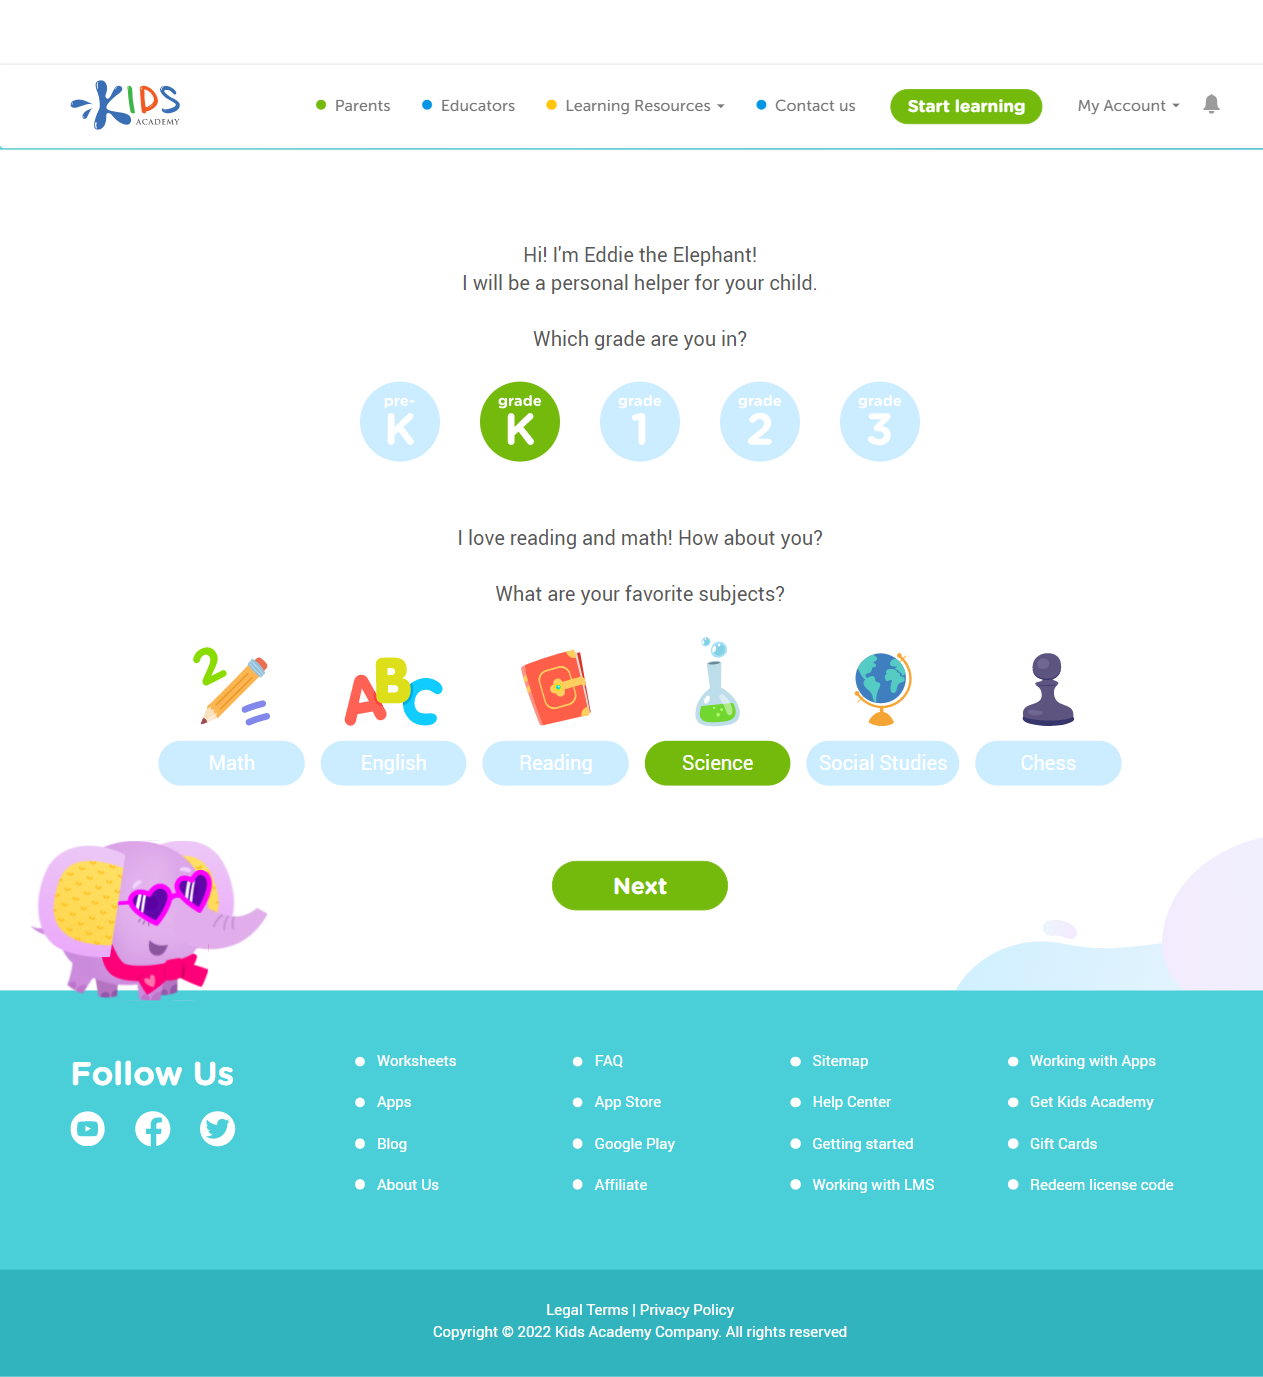 KIDS
ACADEMY
Parents
Educators
Learning Resources
Contact us
Start learning
My Account
Hi! I'm Eddie the Elephant!
I will be a personal helper for your child.
Which grade are you in?
pre-
K
grade
K
grade
1
grade
2
grade
3
I love reading and math! How about you?
What are your favorite subjects?
2
ABC
Math
English
Reading
Science
Social Studies
Chess
Next
Follow Us
Worksheets
FAQ
Sitemap
Working with Apps
Apps
App Store
Help Center
Get Kids Academy
Blog
Google Play
Getting started
Gift Cards
About Us
Affiliate
Working with LMS
Redeem license code
Legal Terms | Privacy Policy
Copyright © 2022 Kids Academy Company. All rights reserved